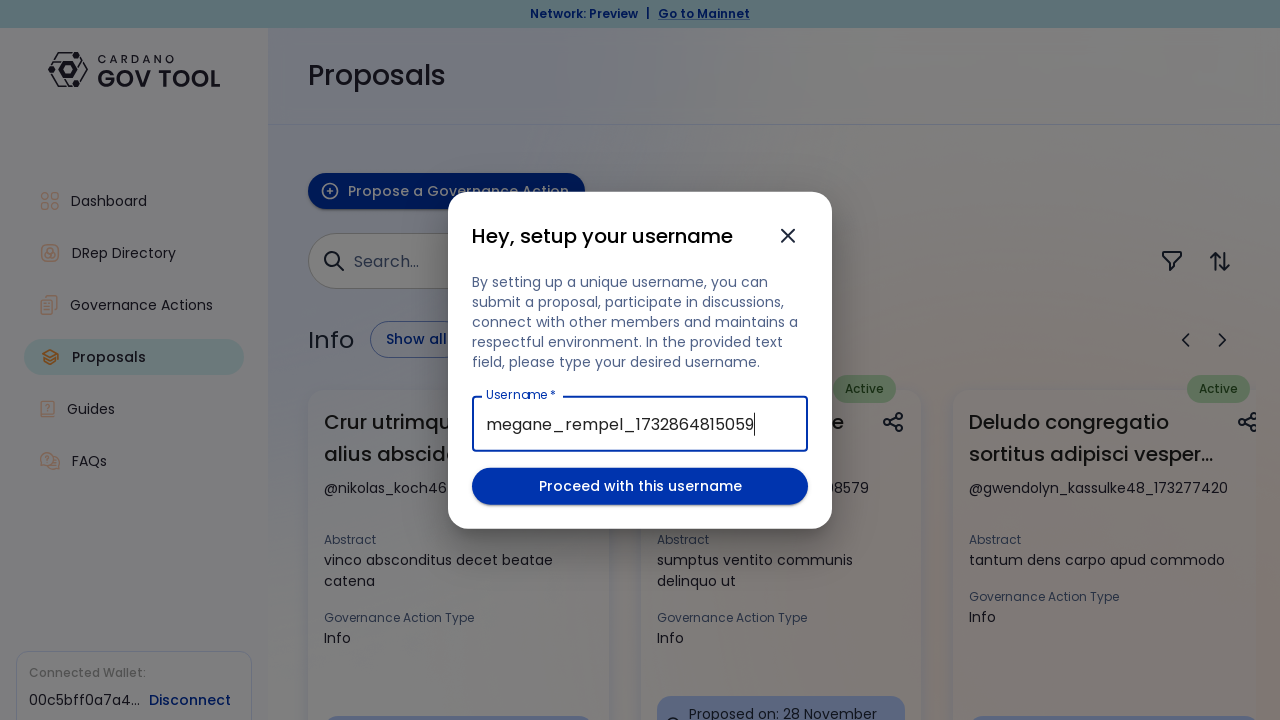 Network: Preview | Go to Mainnet
CARDANO
GOV TOOL
Proposals
Dashboard
DRep Directory
Governance Actions
Proposals
Guides
FAQs
Connected Wallet:
00c5bff0a7a4... Disconnect
Propose a Governance Action
Search...
Info
Show all
Hey, setup your username
By setting up a unique username, you can
submit a proposal, participate in discussions,
connect with other members and maintains a
respectful environment. In the provided text
field, please type your desired username.
Username *
megane_rempel_1732864815059
Proceed with this username
Crur utrimqu
alius abscid
@nikolas_koch46
Abstract
vinco absconditus decet beatae
catena
Governance Action Type
Info
Active
e
98579
Abstract
sumptus ventito communis
delinquo ut
Governance Action Type
Info
Proposed on: 28 November
Active
Deludo congregatio
sortitus adipisci vesper...
@gwendolyn_kassulke48_173277420
Abstract
tantum dens carpo apud commodo
Governance Action Type
Info